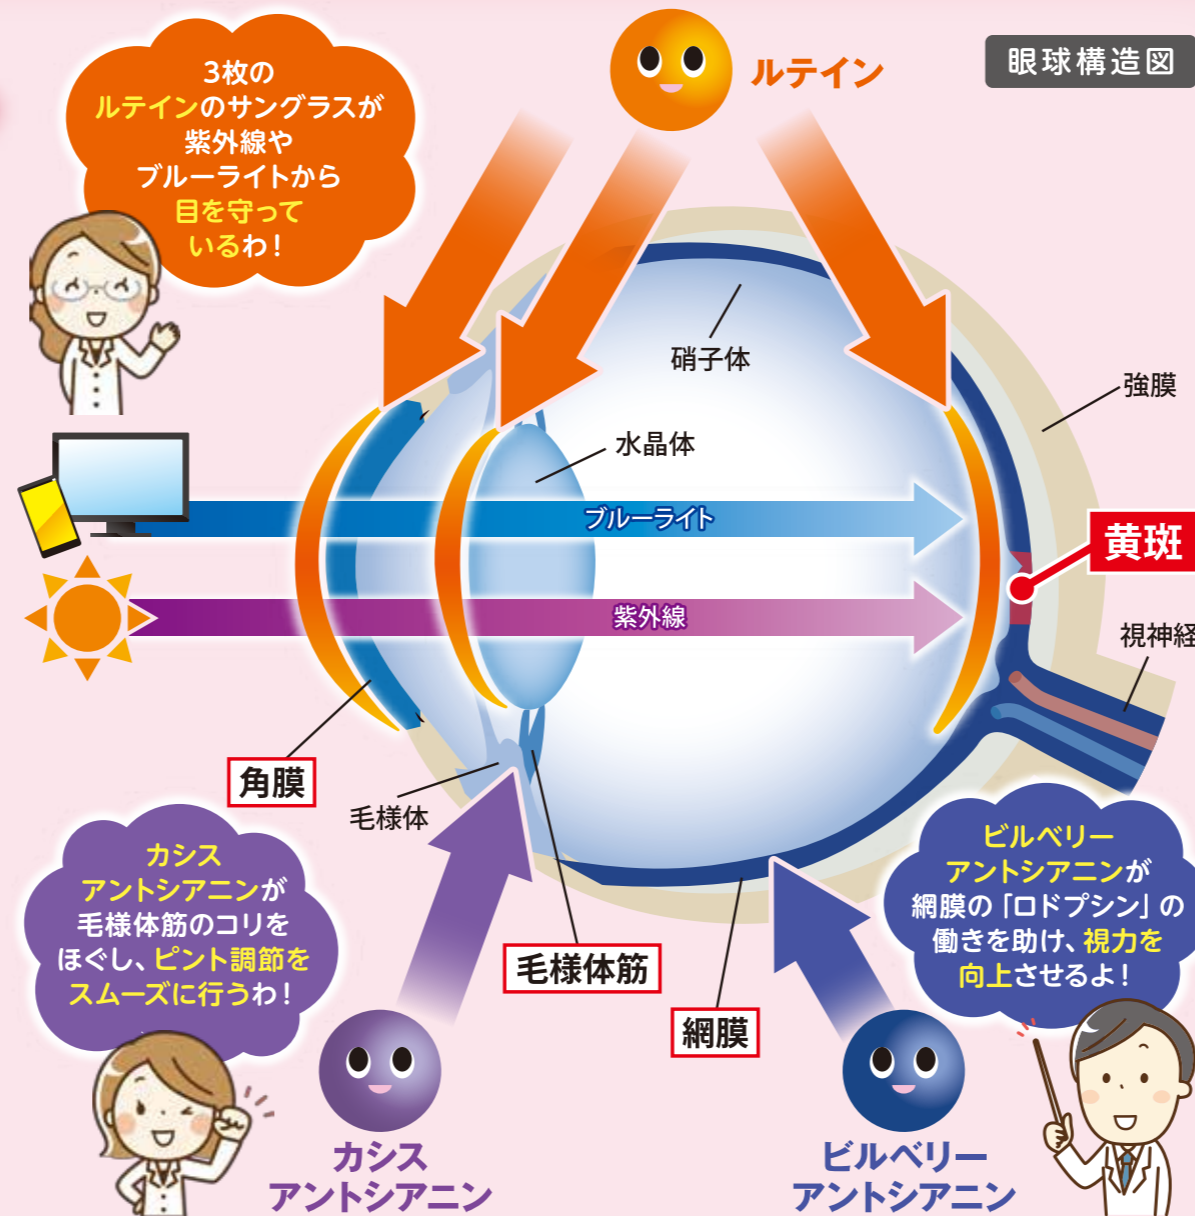 眼球構造図
ルテイン
3枚の
ルテインのサングラスが
紫外線や
ブルーライトから
目を守って
いるわ！
硝子体
強膜
水晶体
ブルーライト
黄斑
紫外線
視神経
角膜
毛様体
カシス
アントシアニンが
毛様体筋のコリを
ほぐし、ピント調節を
スムーズに行うわ！
毛様体筋
網膜
ビルベリー
アントシアニンが
網膜の「ロドプシン」の
働きを助け、視力を
向上させるよ！
カシス
アントシアニン
ビルベリー
アントシアニン